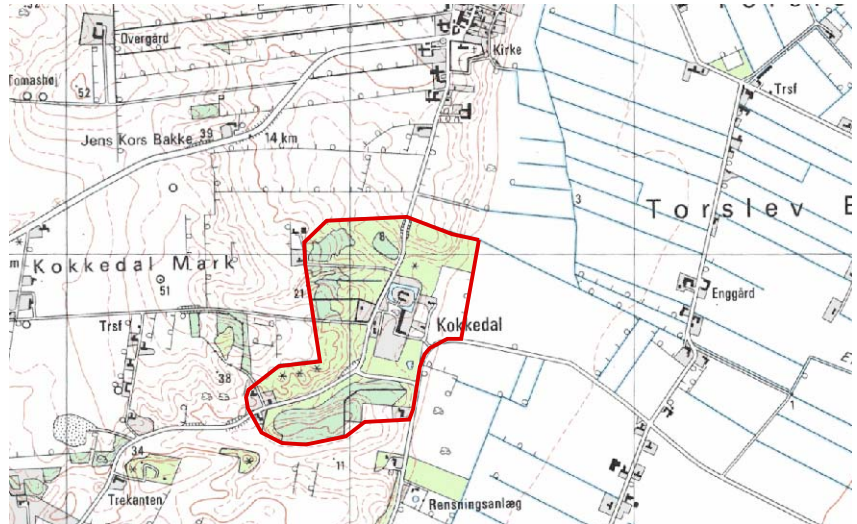 Overgård
Kirke
Tomashøj
52
Trsf
Jens Kors Bakke 39
14 km
3
Torslev E
8
Kokkedal Mark
51
21
Enggård
Trsf
Kokkedal
38
1
34
11
Trekanten
Rensningsanlæg